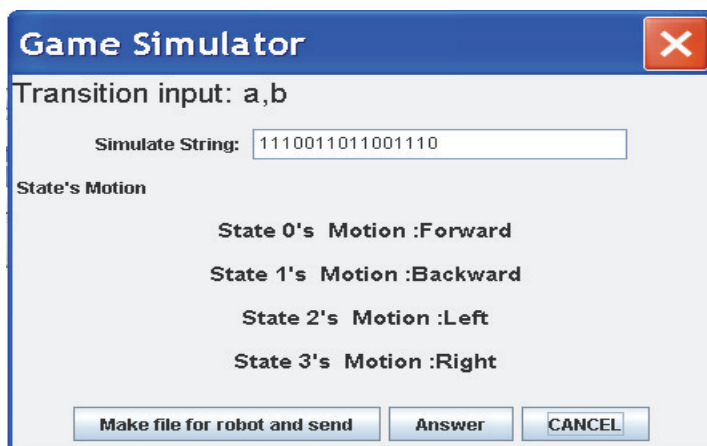 Game Simulator
Transition input: a,b
Simulate String: 1110011011001110
State's Motion
State 0's Motion :Forward
State 1's Motion :Backward
State 2's Motion :Left
State 3's Motion :Right
Make file for robot and send Answer CANCEL